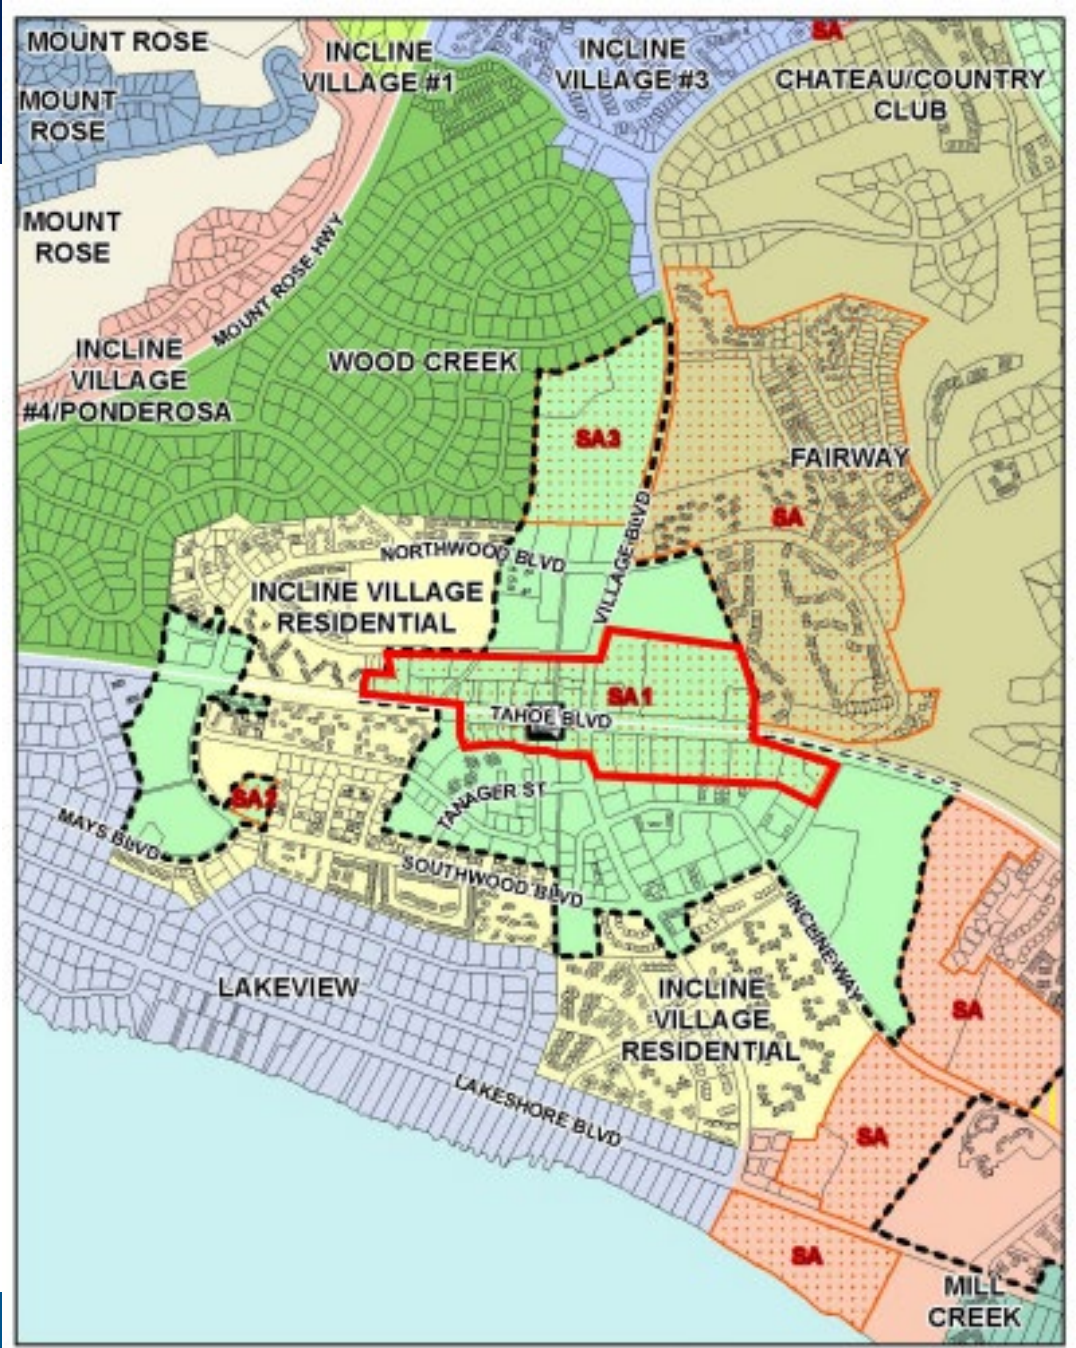 SA
MOUNT ROSE
INCLINE
VILLAGE #1
INCLINE
VILLAGE #3
CHATEAU/COUNTRY
CLUB
MOUNT
ROSE
MOUNT
ROSE
MOUNT ROSE HWY
INCLINE
VILLAGE
#4/PONDEROSA
WOOD CREEK
SA3
FAIRWAY
SA
VILLAGE BLVD
NORTHWOOD BLVD
INCLINE VILLAGE
RESIDENTIAL
SA1
TAHOE BLVD
SA2
TANAGER ST
MAYS BLVD
SOUTHWOOD BLVD
INCLINE WAY
LAKEVIEW
INCLINE
VILLAGE
RESIDENTIAL
SA
LAKESHORE BLVD
SA
SA
MILL
CREEK